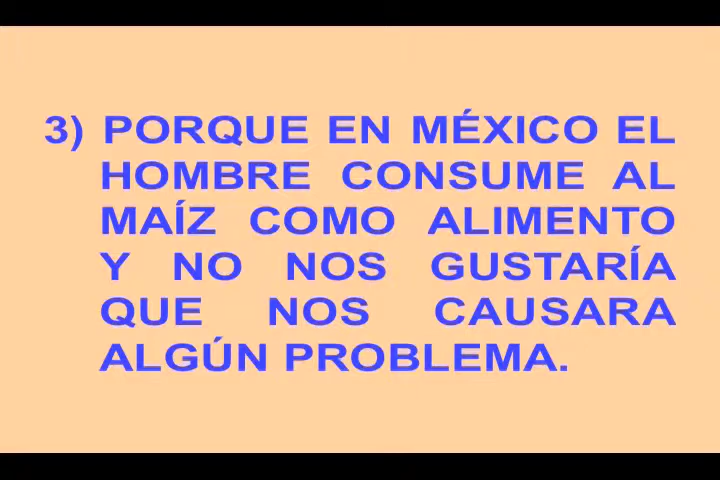 3) PORQUE EN MÉXICO EL
HOMBRE CONSUME AL
MAÍZ COMO ALIMENTO
Y NO NOS GUSTARÍA
QUE NOS CAUSARA
ALGÚN PROBLEMA.